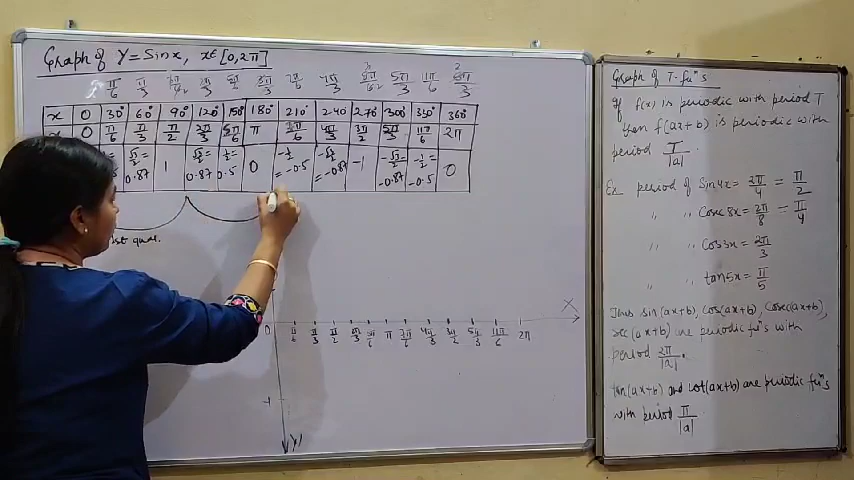 Graph of Y = Sinx, x∈[0,2π]
π/6 π/3 2π/3 5π/6 3π/3 7π/6 4π/3 5π/3 11π/6
x 0 30° 60° 90° 120° 150° 180° 210° 240° 270° 300° 330° 360°
x 0 π/6 π/3 π/2 2π/3 5π/6 π 7π/6 4π/3 3π/2 5π/3 11π/6 2π
√3/2= 0.87 1 √3/2= 0.87 1/2= 0.5 0 -1/2 = -0.5 -√3/2 = -0.87 -1 -√3/2= -0.87 -1/2= -0.5 0
1st quad.
X
0 π/6 π/3 π/2 2π/3 5π/6 π 7π/6 4π/3 3π/2 5π/3 11π/6 2π
-1
Y'
Graph of T. fuⁿs
If f(x) is periodic with period T
then f(ax+b) is periodic with
period T/|a|
Ex period of Sin4x = 2π/4 = π/2
" " Cosec 8x = 2π/8 = π/4
" " Cos3x = 2π/3
" " tan5x = π/5
Thus sin(ax+b), cos(ax+b), Cosec(ax+b),
sec(ax+b) are periodic fuⁿs with
period 2π/|a|.
tan(ax+b) and cot(ax+b) are periodic fuⁿs
with period π/|a|